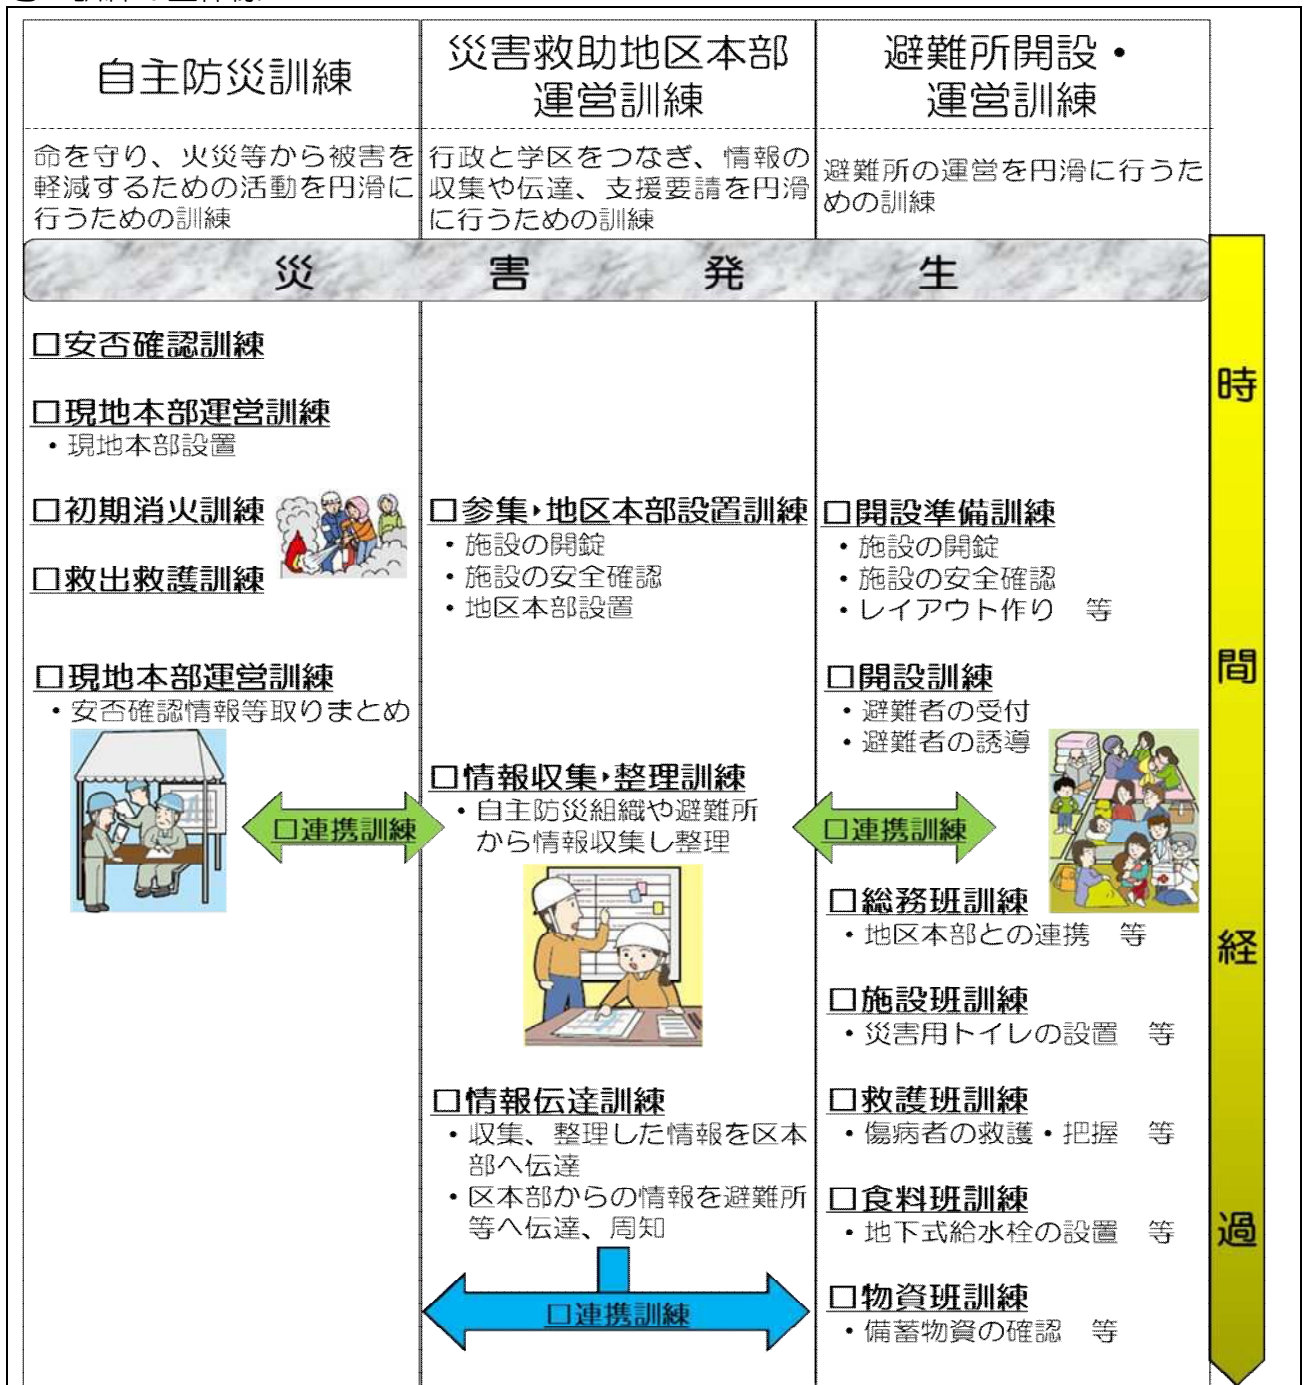 自主防災訓練
命を守り、火災等から被害を
軽減するための活動を円滑に
行うための訓練
災害救助地区本部
運営訓練
行政と学区をつなぎ、情報の
収集や伝達、支援要請を円滑
に行うための訓練
避難所開設・
運営訓練
避難所の運営を円滑に行うた
めの訓練
災害発生
時間経過
□安否確認訓練
□現地本部運営訓練
・現地本部設置
□初期消火訓練
□救出救護訓練
□現地本部運営訓練
・安否確認情報等取りまとめ
□連携訓練
□参集・地区本部設置訓練
・施設の開錠
・施設の安全確認
・地区本部設置
□情報収集・整理訓練
・自主防災組織や避難所
から情報収集し整理
□情報伝達訓練
・収集、整理した情報を区本
部へ伝達
・区本部からの情報を避難所
等へ伝達、周知
□連携訓練
□連携訓練
□開設準備訓練
・施設の開錠
・施設の安全確認
・レイアウト作り 等
□開設訓練
・避難者の受付
・避難者の誘導
□総務班訓練
・地区本部との連携 等
□施設班訓練
・災害用トイレの設置 等
□救護班訓練
・傷病者の救護・把握 等
□食料班訓練
・地下式給水栓の設置 等
□物資班訓練
・備蓄物資の確認 等